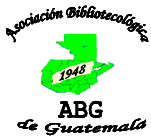 Asociación Bibliotecológica
1948
ABG
de Guatemala